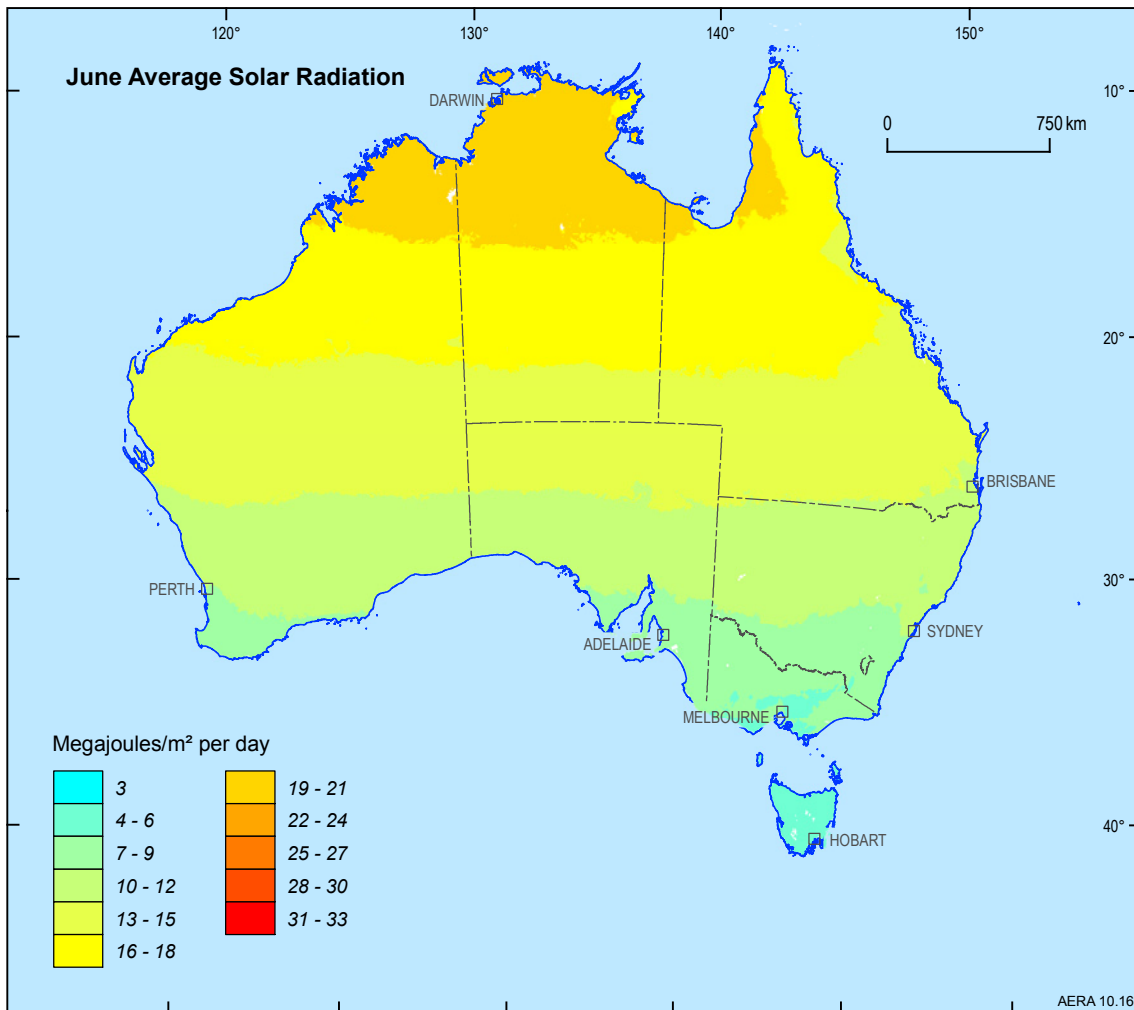 120°
130°
140°
150°
June Average Solar Radiation
DARWIN
10°
0
750 km
20°
BRISBANE
PERTH
30°
SYDNEY
ADELAIDE
MELBOURNE
Megajoules/m² per day
3
19 - 21
4 - 6
22 - 24
7 - 9
25 - 27
10 - 12
28 - 30
13 - 15
31 - 33
16 - 18
40°
HOBART
AERA 10.16